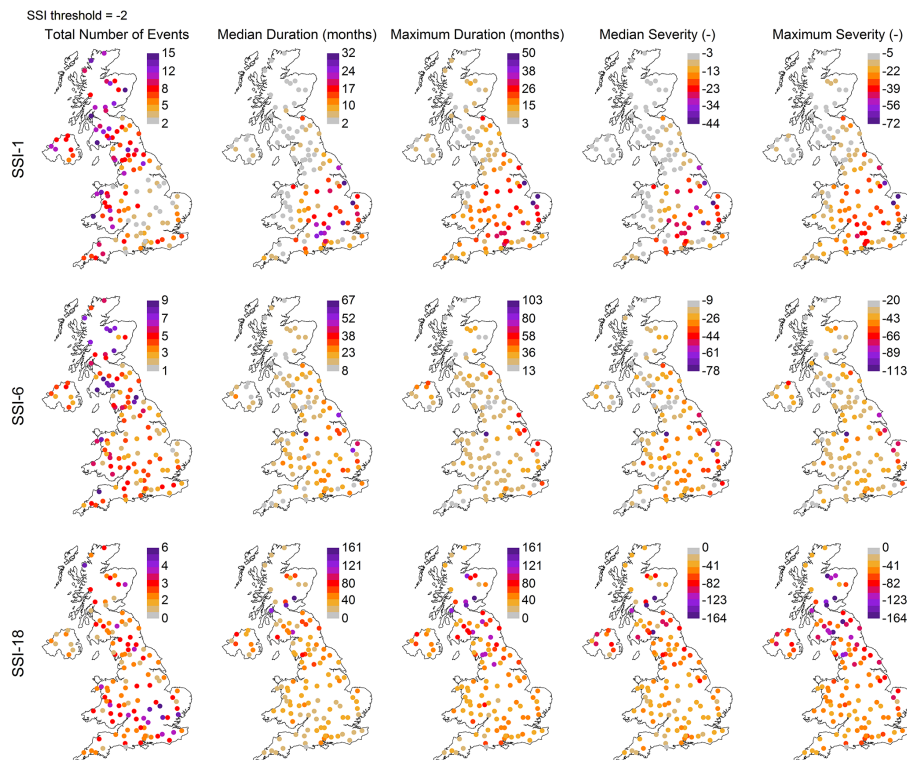 SSI threshold = -2
Total Number of Events Median Duration (months) Maximum Duration (months) Median Severity (-) Maximum Severity (-)
SSI-1
15 12 8 5 2
32 24 17 10 2
50 38 26 15 3
-3 -13 -23 -34 -44
-5 -22 -39 -56 -72
SSI-6
9 7 5 3 1
67 52 38 23 8
103 80 58 36 13
-9 -26 -44 -61 -78
-20 -43 -66 -90 -113
SSI-18
6 4 3 2 0
161 121 80 40 0
161 121 80 40 0
0 -41 -82 -123 -164
0 -41 -82 -123 -164